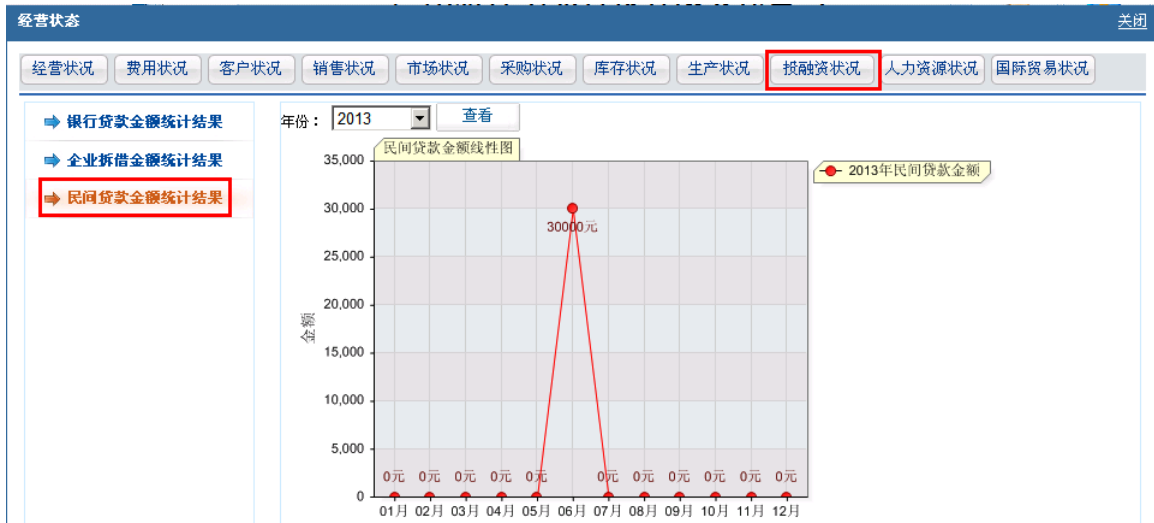 经营状态 关闭
经营状况 费用状况 客户状况 销售状况 市场状况 采购状况 库存状况 生产状况 投融资状况 人力资源状况 国际贸易状况
银行贷款金额统计结果
企业拆借金额统计结果
民间贷款金额统计结果
年份： 2013 查看
民间贷款金额线性图
2013年民间贷款金额
35,000
30,000
30000元
25,000
20,000
金额
15,000
10,000
5,000
0元 0元 0元 0元 0元 0元 0元 0元 0元 0元 0元
0
01月 02月 03月 04月 05月 06月 07月 08月 09月 10月 11月 12月